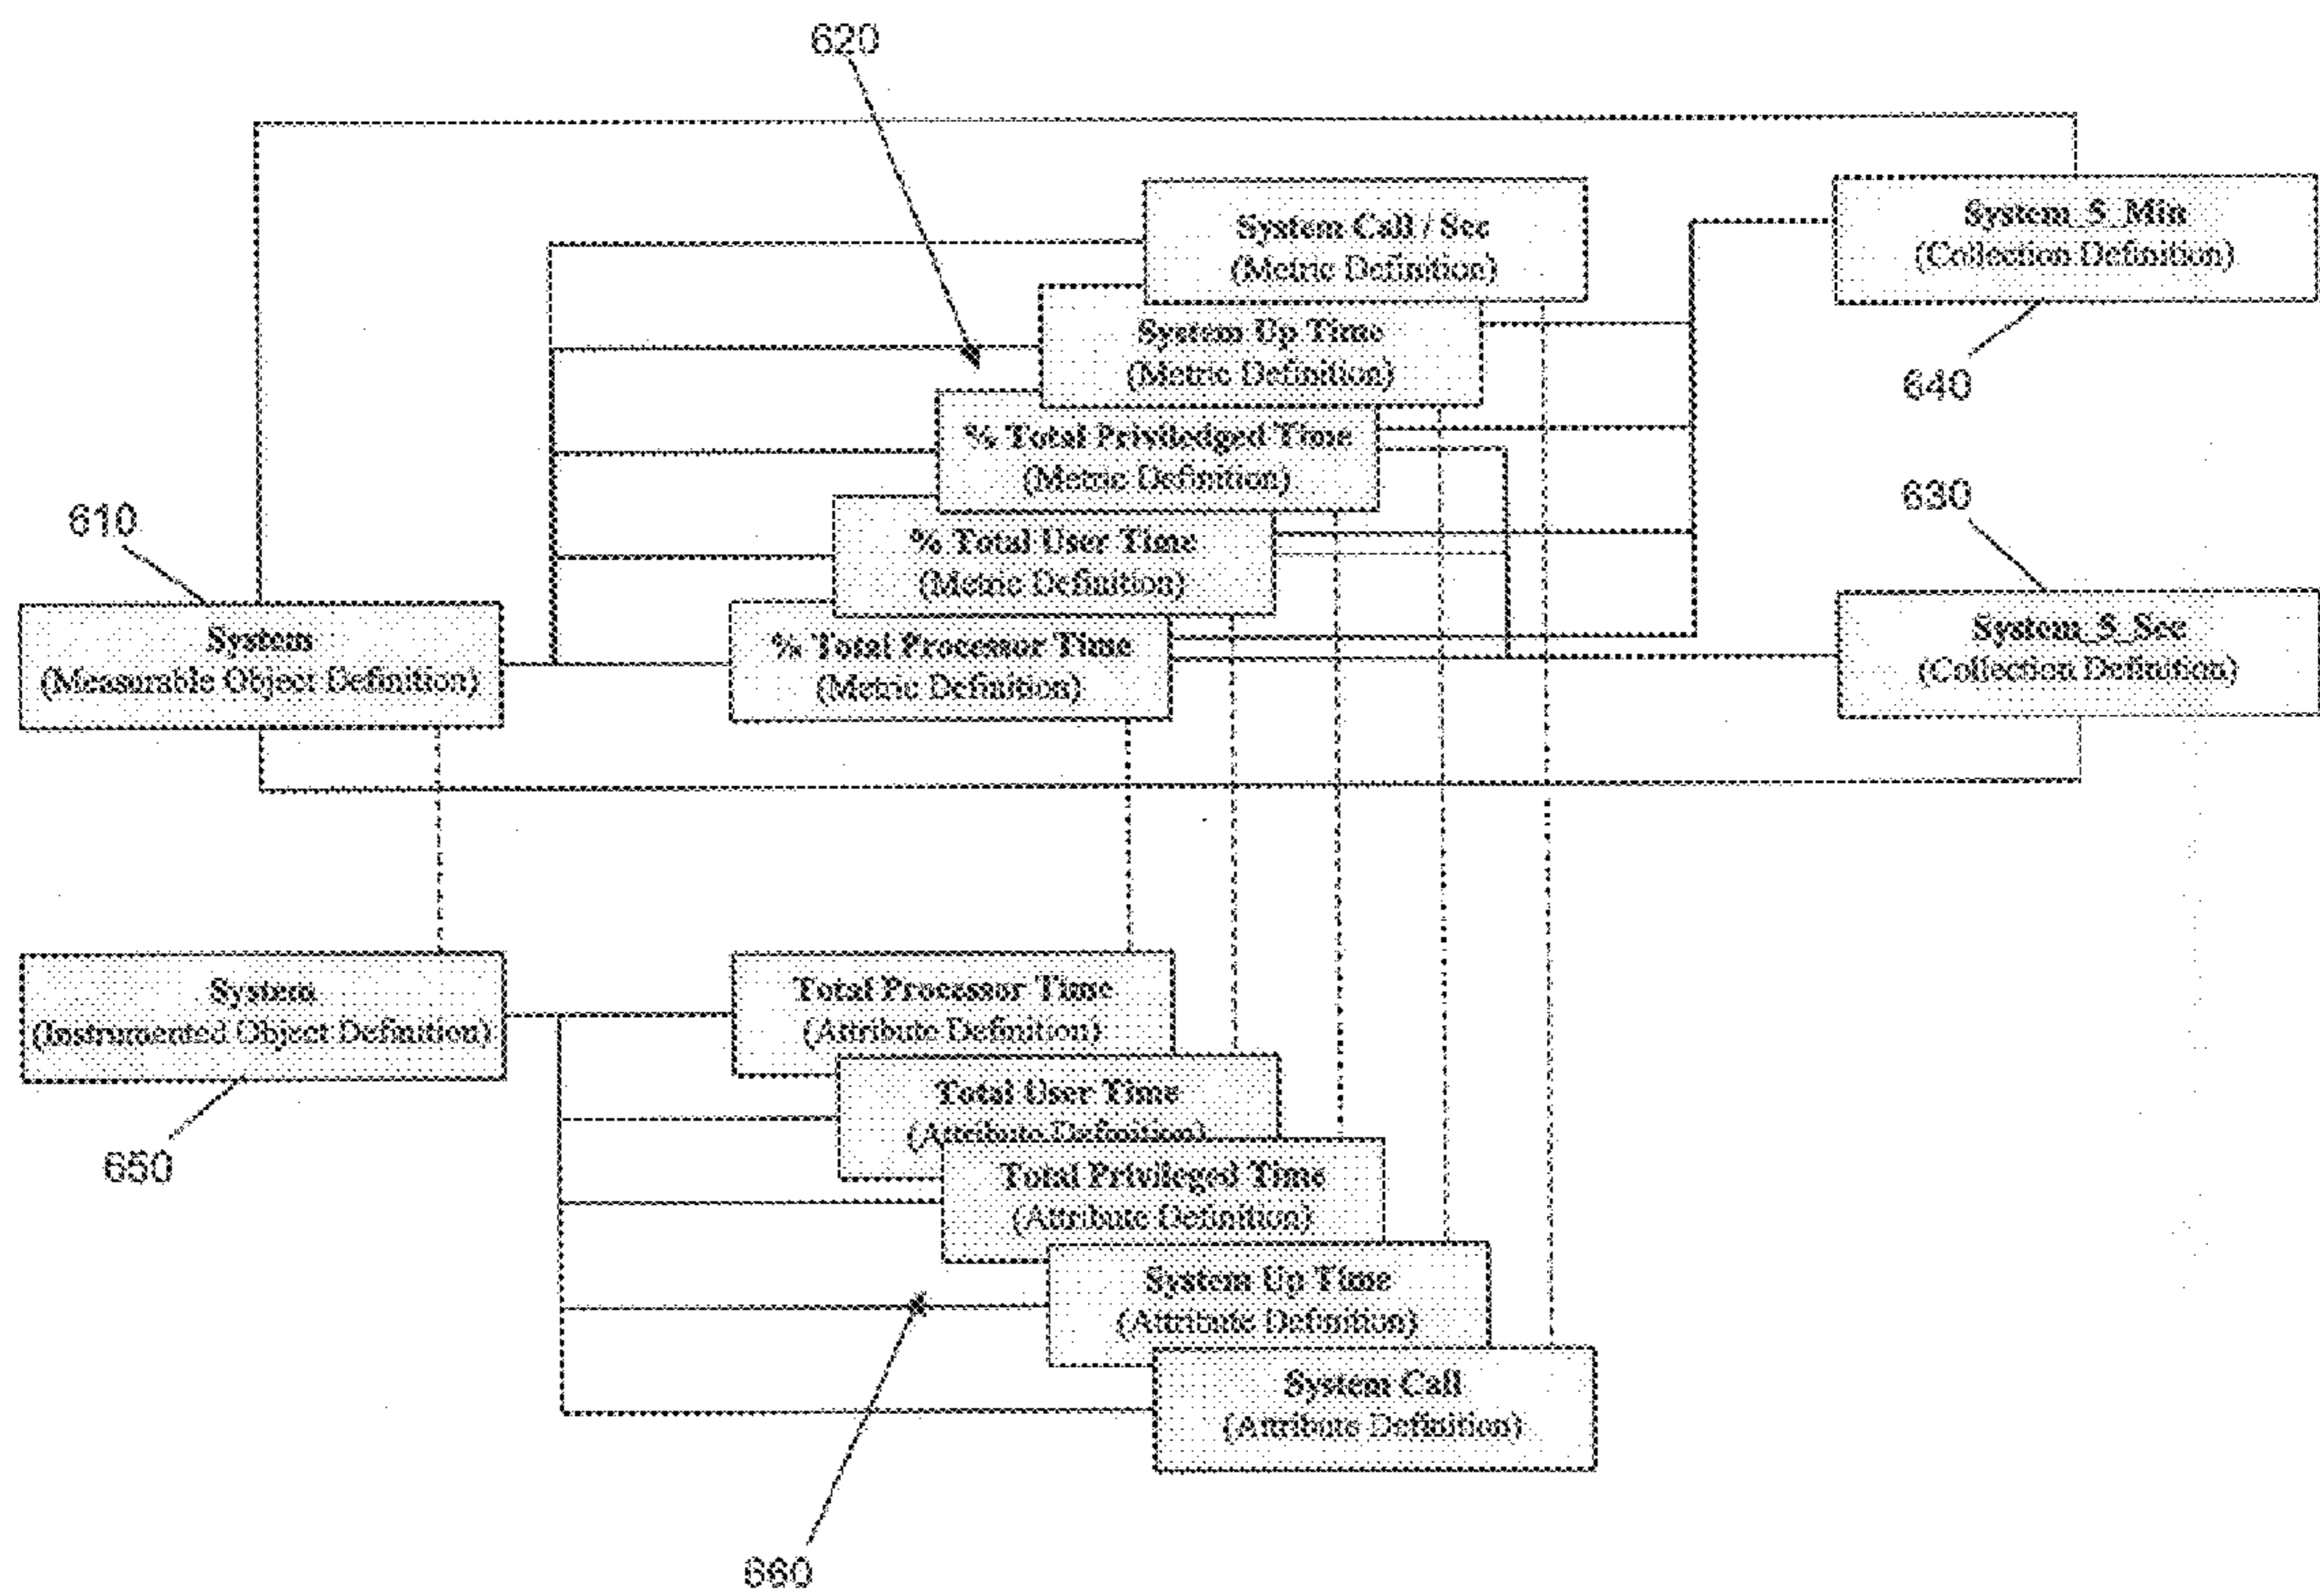 620
System Call / Sec
(Metric Definition)
System_5_Min
(Collection Definition)
System Up Time
(Metric Definition)
640
% Total Priviledged Time
(Metric Definition)
630
610
% Total User Time
(Metric Definition)
System
(Measurable Object Definition)
% Total Processor Time
(Metric Definition)
System_5_Sec
(Collection Definition)
System
(Instrumented Object Definition)
Total Processor Time
(Attribute Definition)
Total User Time
(Attribute Definition)
650
Total Privileged Time
(Attribute Definition)
System Up Time
(Attribute Definition)
System Call
(Attribute Definition)
660